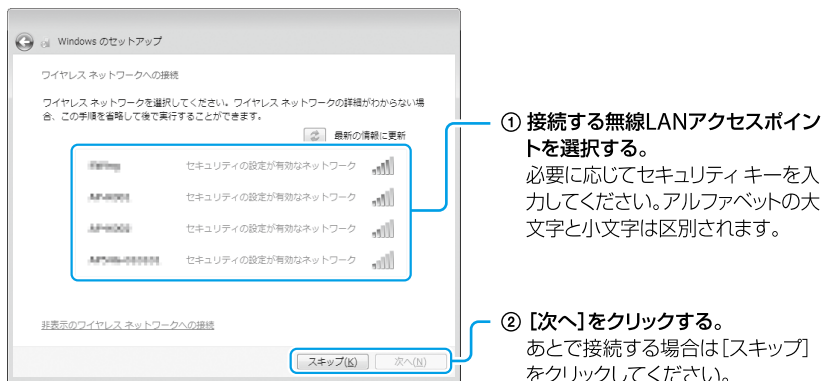 Windows のセットアップ
ワイヤレス ネットワークへの接続
ワイヤレス ネットワークを選択してください。ワイヤレス ネットワークの詳細がわからない場
合、この手順を省略して後で実行することができます。
最新の情報に更新
セキュリティの設定が有効なネットワーク
セキュリティの設定が有効なネットワーク
セキュリティの設定が有効なネットワーク
セキュリティの設定が有効なネットワーク
非表示のワイヤレス ネットワークへの接続
スキップ(K) 次へ(N)
① 接続する無線LANアクセスポイン
トを選択する。
必要に応じてセキュリティ キーを入
力してください。アルファベットの大
文字と小文字は区別されます。
② [次へ]をクリックする。
あとで接続する場合は[スキップ]
をクリックしてください。